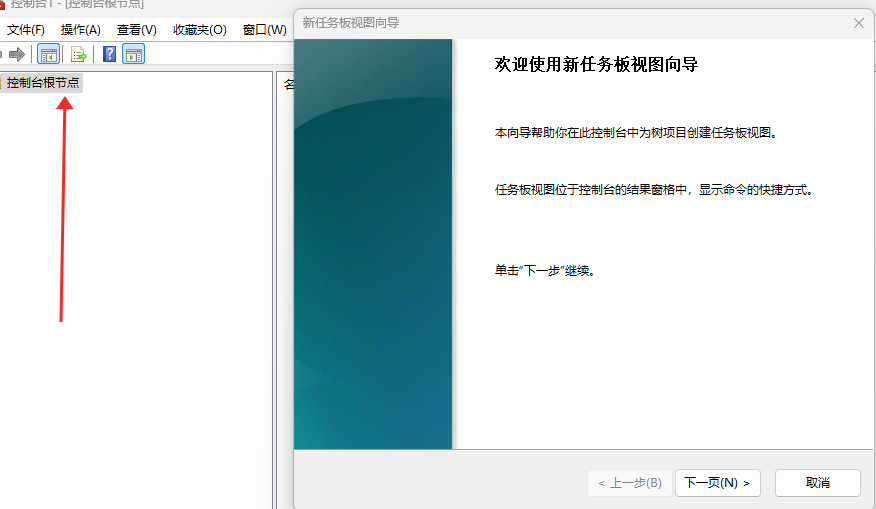 控制台1 - [控制台根节点]
新任务板视图向导
文件(F) 操作(A) 查看(V) 收藏夹(O) 窗口(W)
控制台根节点
名
欢迎使用新任务板视图向导
本向导帮助你在此控制台中为树项目创建任务板视图。
任务板视图位于控制台的结果窗格中，显示命令的快捷方式。
单击“下一步”继续。
< 上一步(B) 下一页(N) > 取消